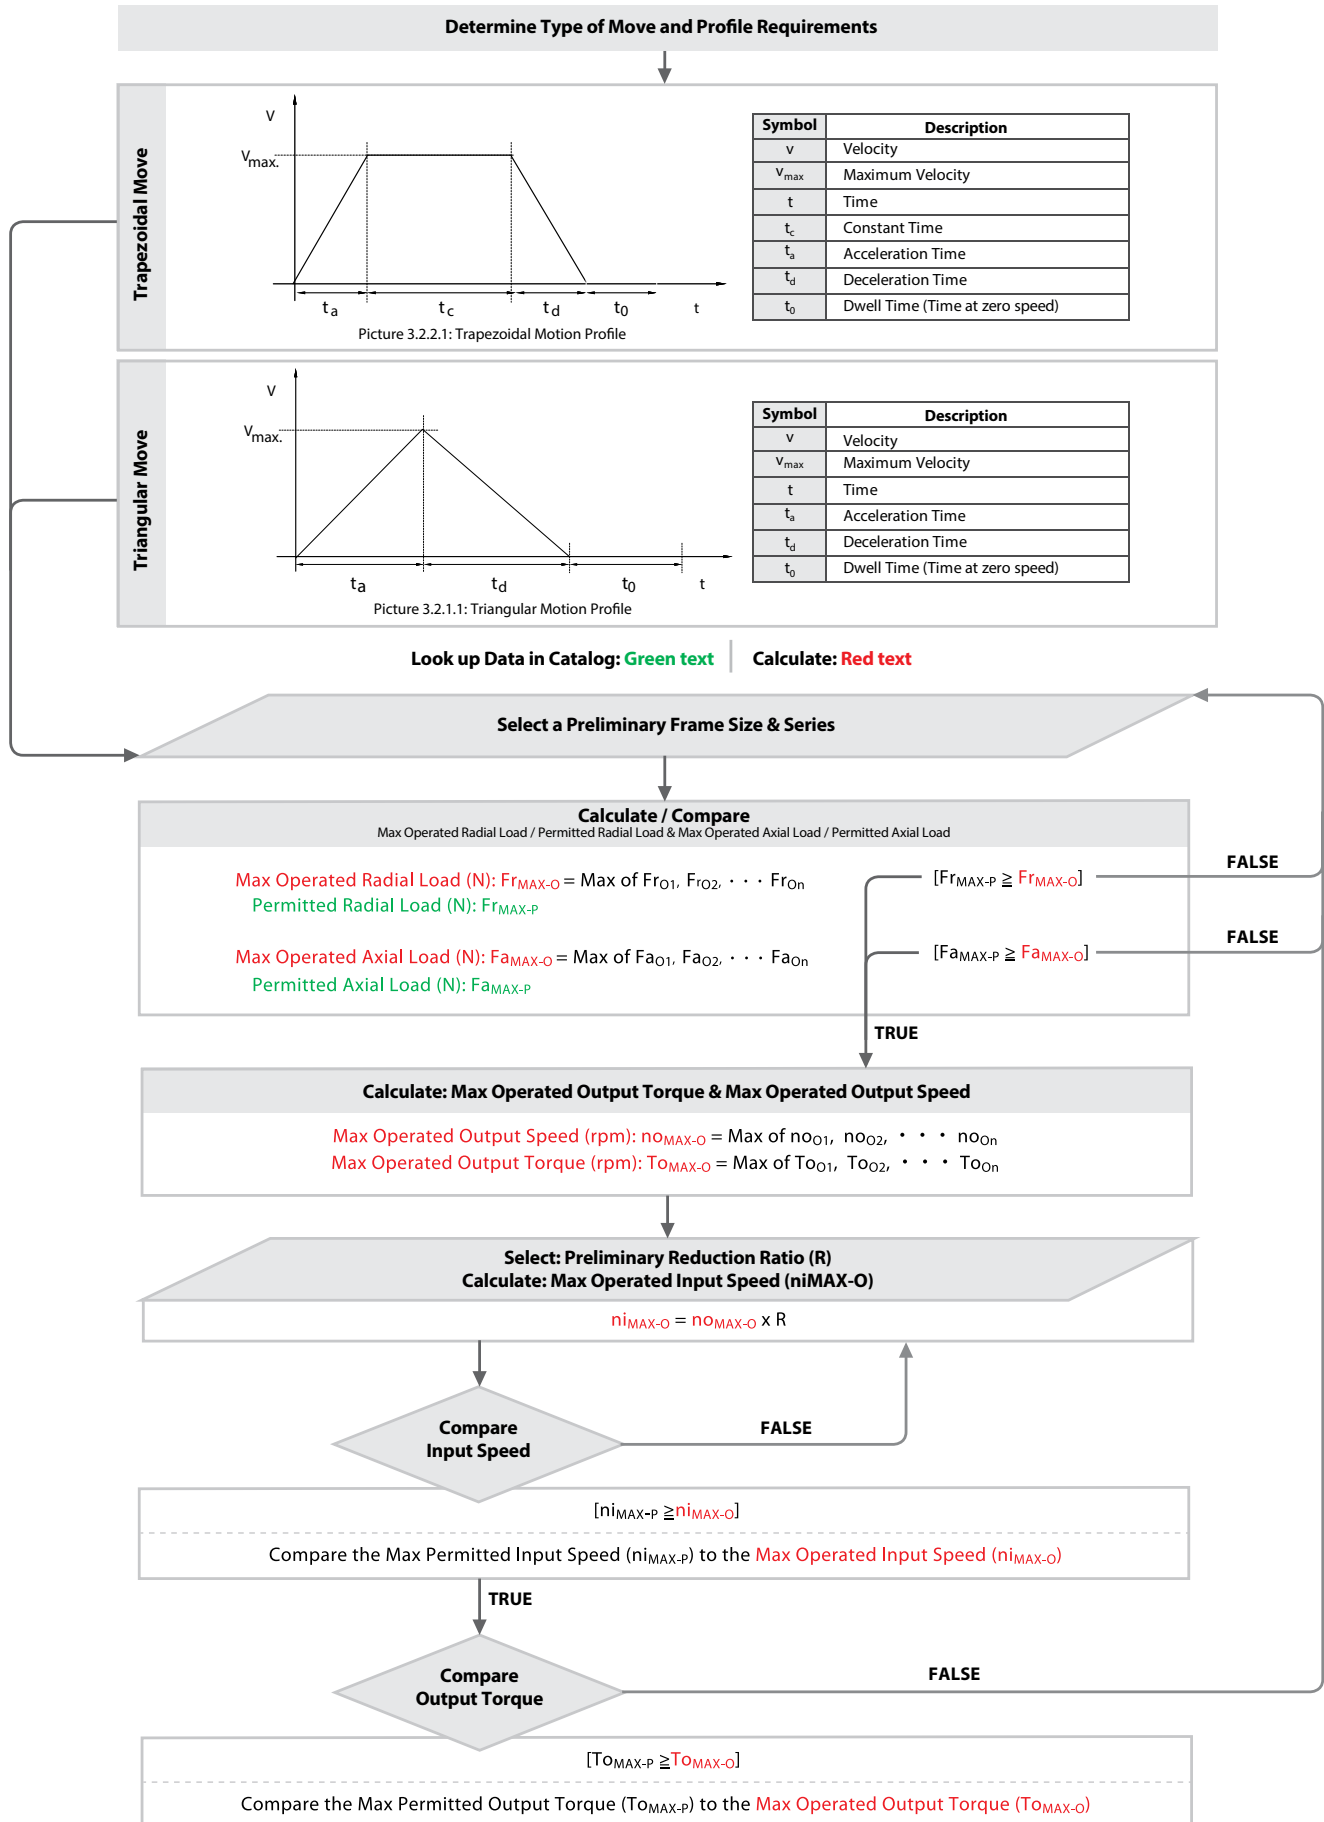 Determine Type of Move and Profile Requirements
Trapezoidal Move
V
Vmax.
ta tc td t0 t
Picture 3.2.2.1: Trapezoidal Motion Profile
Symbol Description
v Velocity
vmax Maximum Velocity
t Time
tc Constant Time
ta Acceleration Time
td Deceleration Time
t0 Dwell Time (Time at zero speed)
Triangular Move
V
Vmax.
ta td t0 t
Picture 3.2.1.1: Triangular Motion Profile
Symbol Description
v Velocity
vmax Maximum Velocity
t Time
ta Acceleration Time
td Deceleration Time
t0 Dwell Time (Time at zero speed)
Look up Data in Catalog: Green text Calculate: Red text
Select a Preliminary Frame Size & Series
Calculate / Compare
Max Operated Radial Load / Permitted Radial Load & Max Operated Axial Load / Permitted Axial Load
Max Operated Radial Load (N): FrMAX-O = Max of FrO1, FrO2, · · · FrOn
Permitted Radial Load (N): FrMAX-P
[FrMAX-P ≧ FrMAX-O]
FALSE
Max Operated Axial Load (N): FaMAX-O = Max of FaO1, FaO2, · · · FaOn
Permitted Axial Load (N): FaMAX-P
[FaMAX-P ≧ FaMAX-O]
FALSE
TRUE
Calculate: Max Operated Output Torque & Max Operated Output Speed
Max Operated Output Speed (rpm): noMAX-O = Max of noO1, noO2, · · · noOn
Max Operated Output Torque (rpm): ToMAX-O = Max of ToO1, ToO2, · · · ToOn
Select: Preliminary Reduction Ratio (R)
Calculate: Max Operated Input Speed (niMAX-O)
niMAX-O = noMAX-O x R
Compare
Input Speed
FALSE
[niMAX-P ≧niMAX-O]
Compare the Max Permitted Input Speed (niMAX-P) to the Max Operated Input Speed (niMAX-O)
TRUE
Compare
Output Torque
FALSE
[ToMAX-P ≧ToMAX-O]
Compare the Max Permitted Output Torque (ToMAX-P) to the Max Operated Output Torque (ToMAX-O)